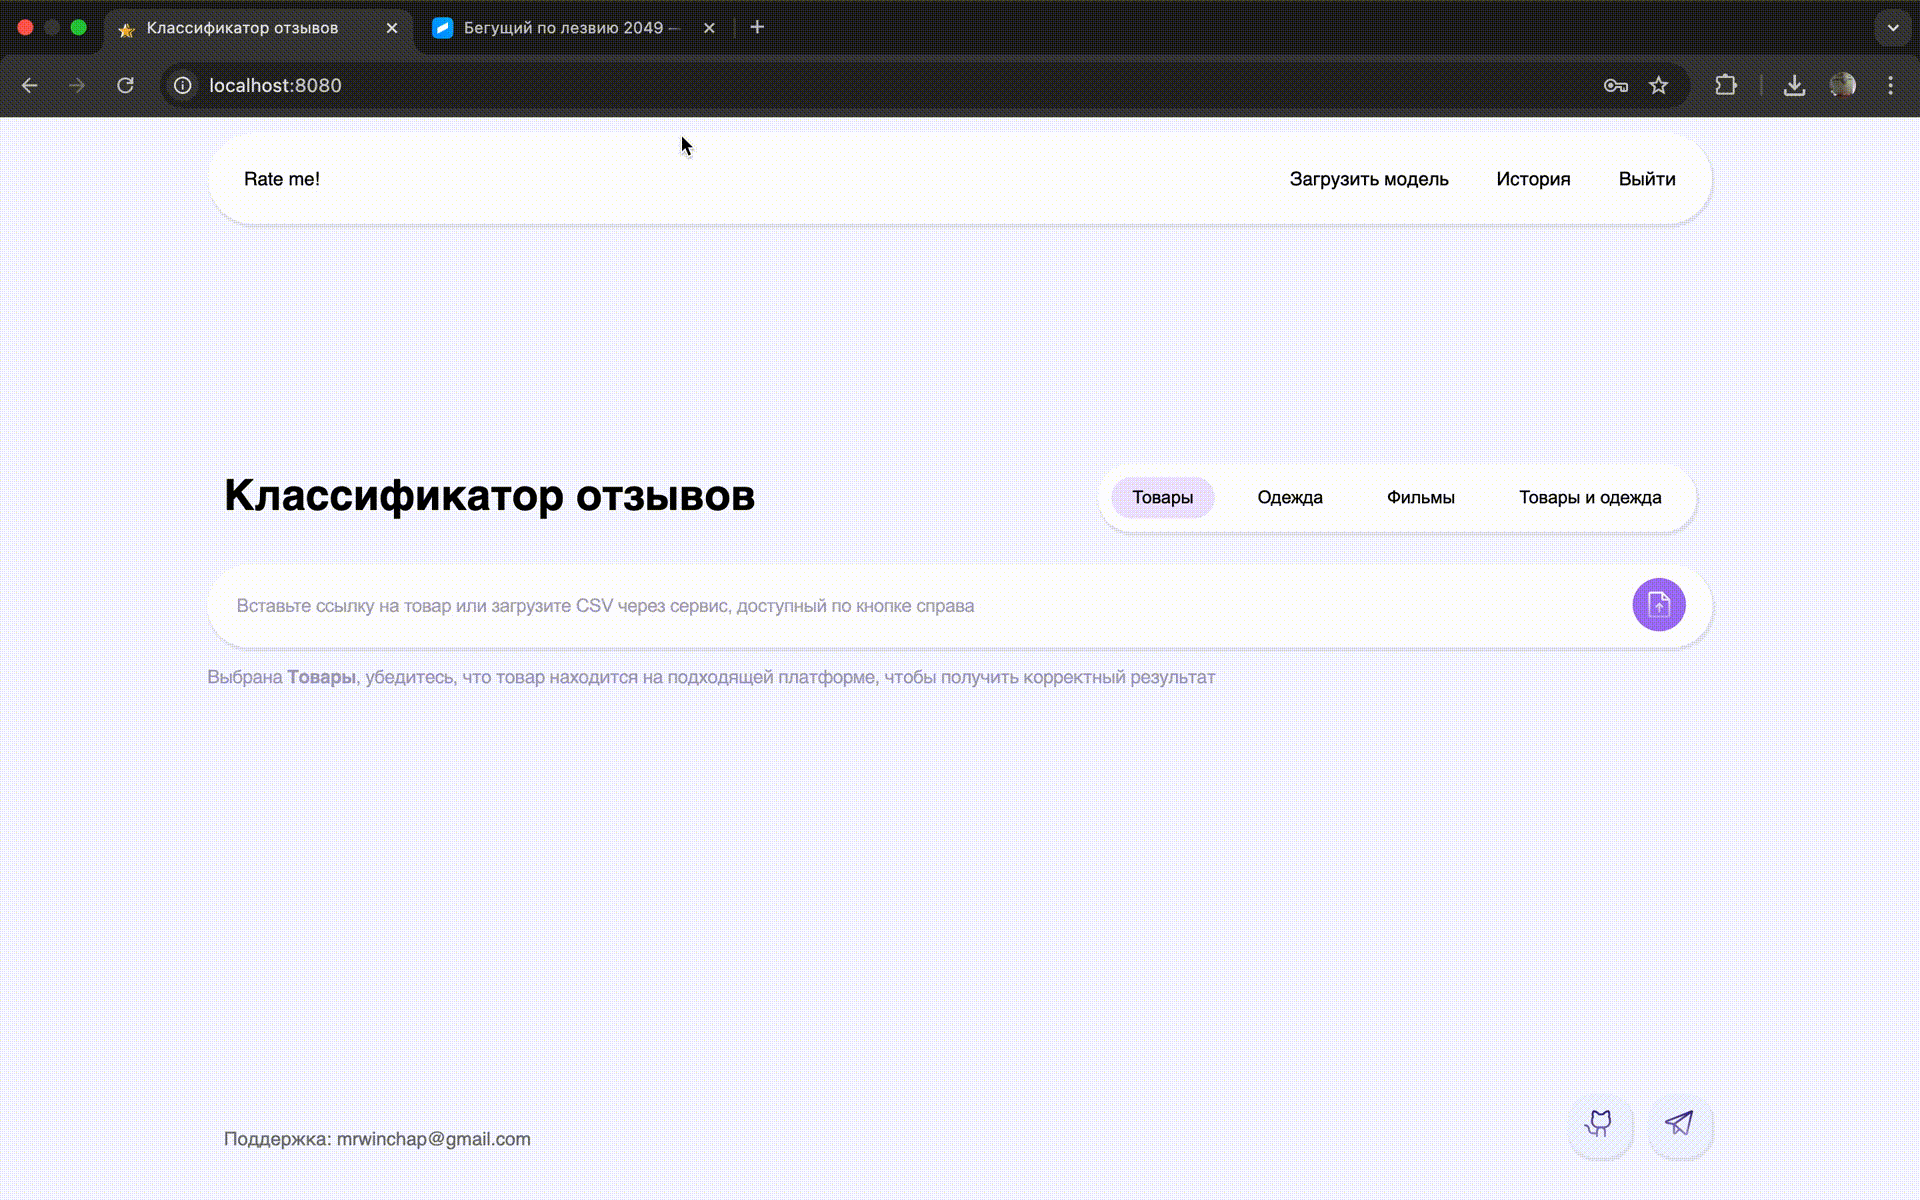 Классификатор отзывов
Бегущий по лезвию 2049 –
localhost:8080
Rate me!
Загрузить модель
История
Выйти
Классификатор отзывов
Товары
Одежда
Фильмы
Товары и одежда
Вставьте ссылку на товар или загрузите CSV через сервис, доступный по кнопке справа
Выбрана Товары, убедитесь, что товар находится на подходящей платформе, чтобы получить корректный результат
Поддержка: mrwinchap@gmail.com